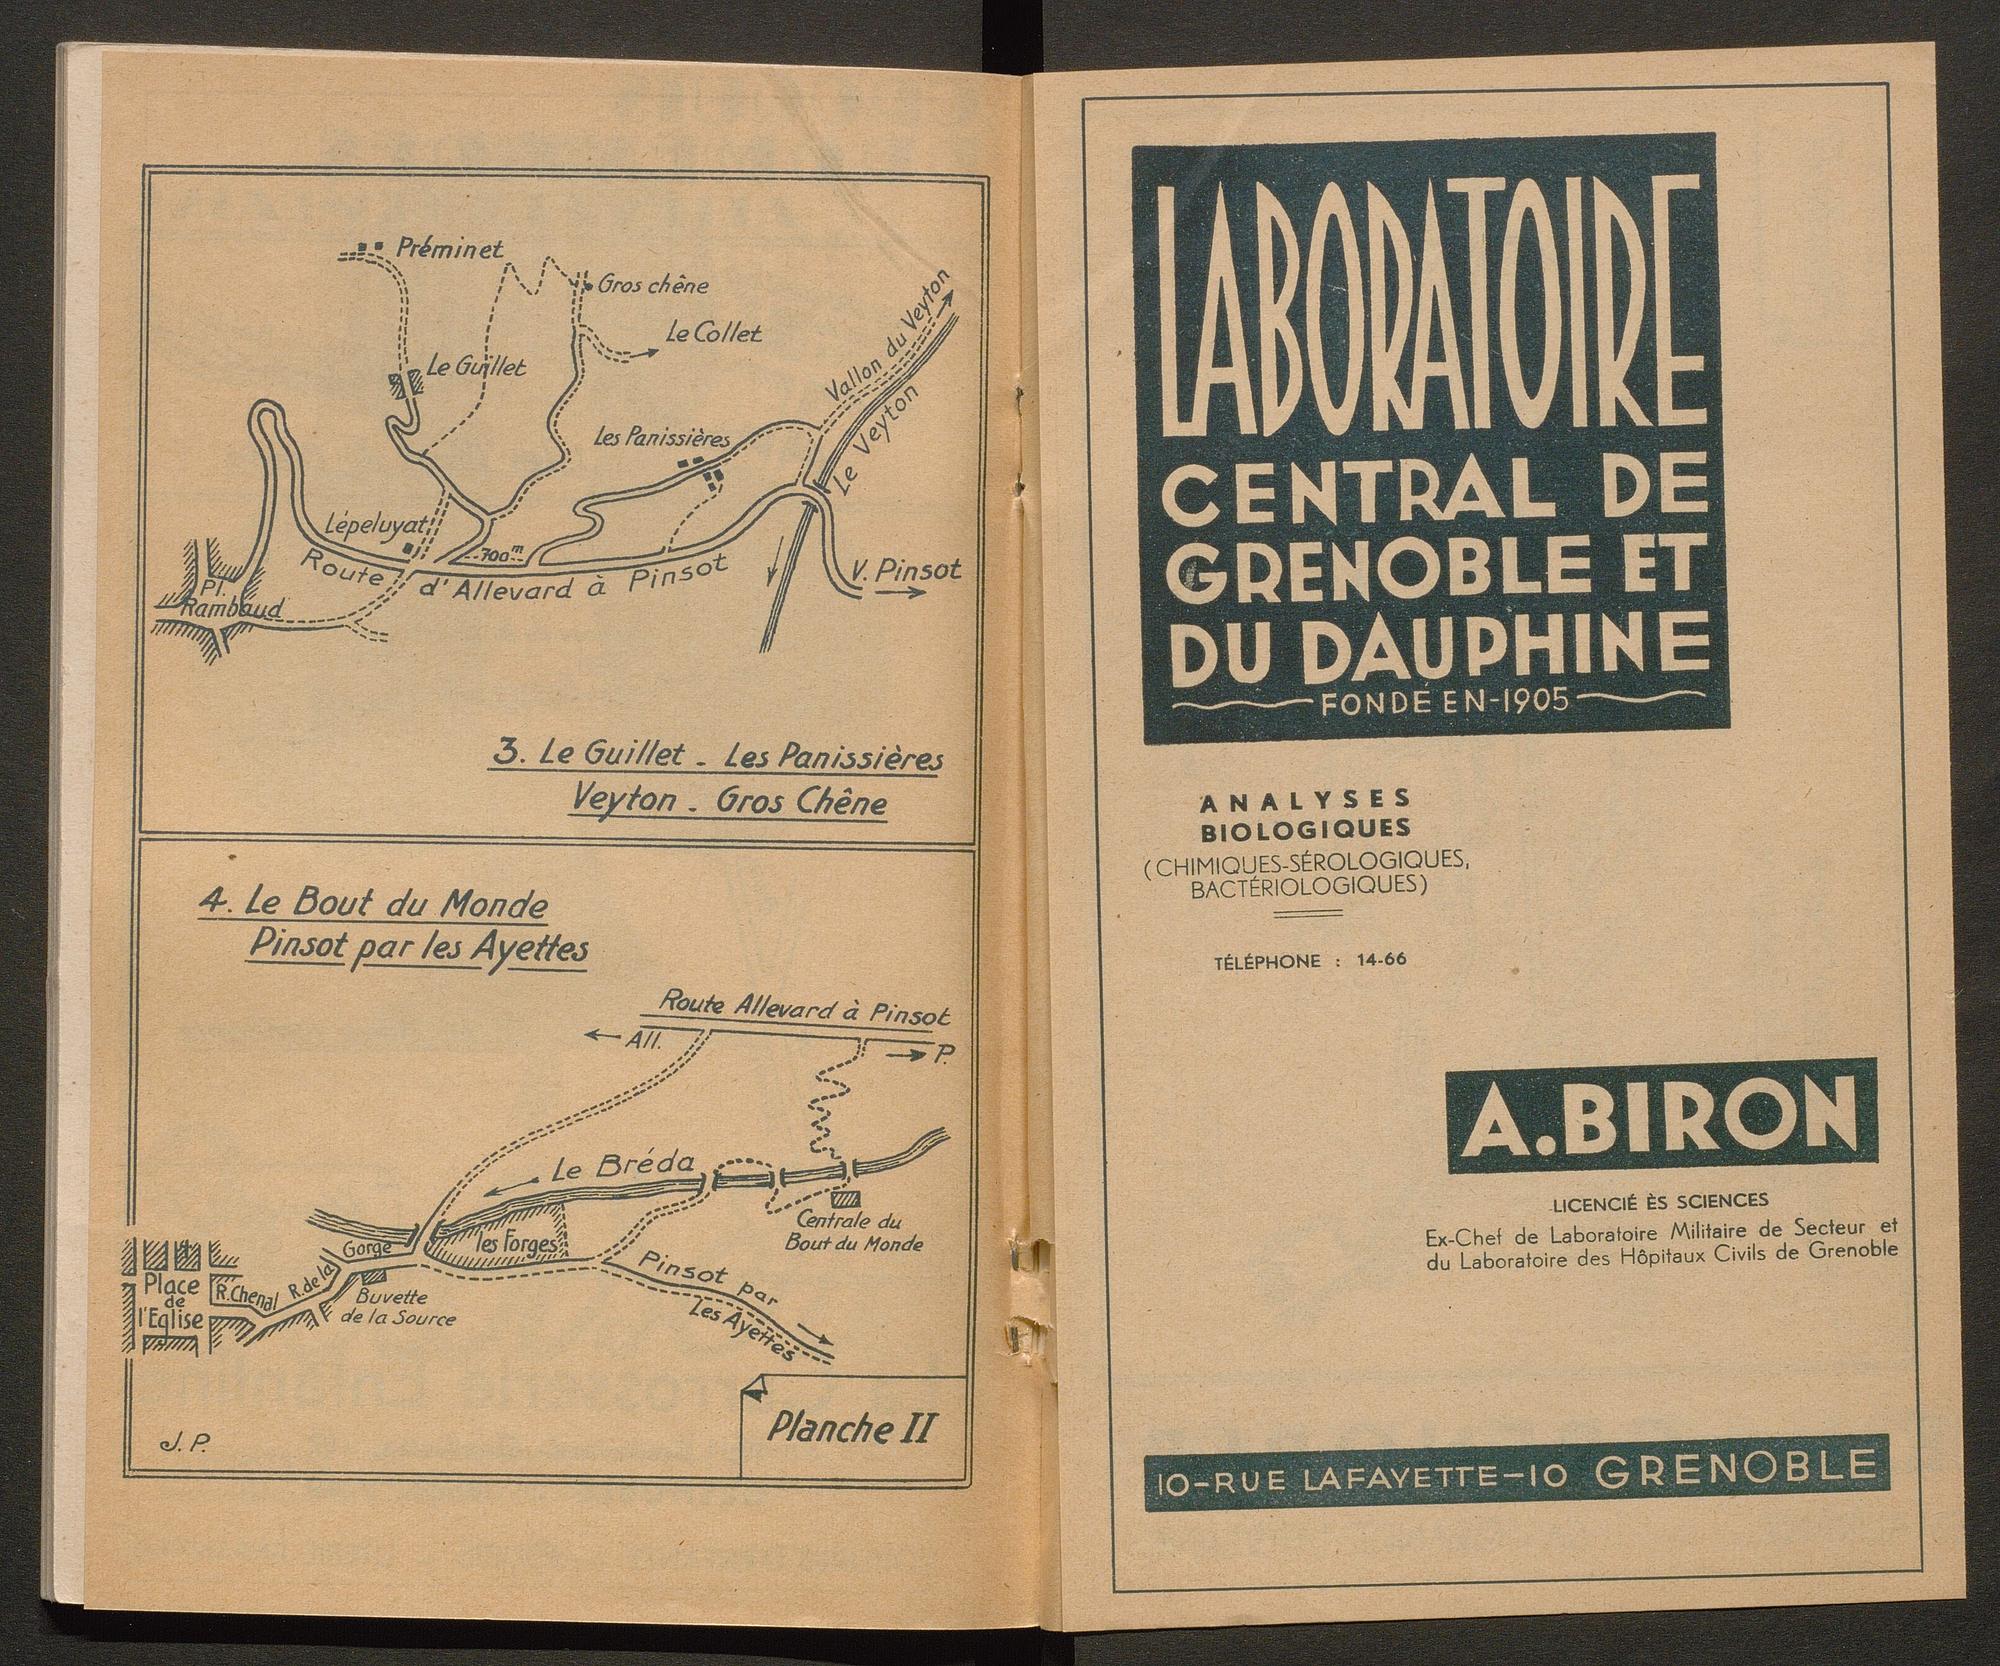 Préminet
Gros chêne
Le Collet
Le Guillet
Vallon du Veyton
Le Veyton
Les Panissières
Lépeluyat
700m
Route d'Allevard à Pinsot
V. Pinsot
Pl.
Rambaud
3. Le Guillet - Les Panissières
Veyton - Gros Chêne
4. Le Bout du Monde
Pinsot par les Ayettes
Route Allevard à Pinsot
All.
P.
Le Bréda
Centrale du
Bout du Monde
les Forges
Gorge
R. de la
R. Chenal
Place
de
l'Eglise
Buvette
de la Source
Pinsot par
Les Ayettes
J. P.
Planche II
LABORATOIRE
CENTRAL DE
GRENOBLE ET
DU DAUPHINE
FONDÉ EN-1905
ANALYSES
BIOLOGIQUES
(CHIMIQUES-SÉROLOGIQUES,
BACTÉRIOLOGIQUES)
TÉLÉPHONE : 14-66
A.BIRON
LICENCIÉ ÈS SCIENCES
Ex-Chef de Laboratoire Militaire de Secteur et
du Laboratoire des Hôpitaux Civils de Grenoble
10-RUE LAFAYETTE-10 GRENOBLE